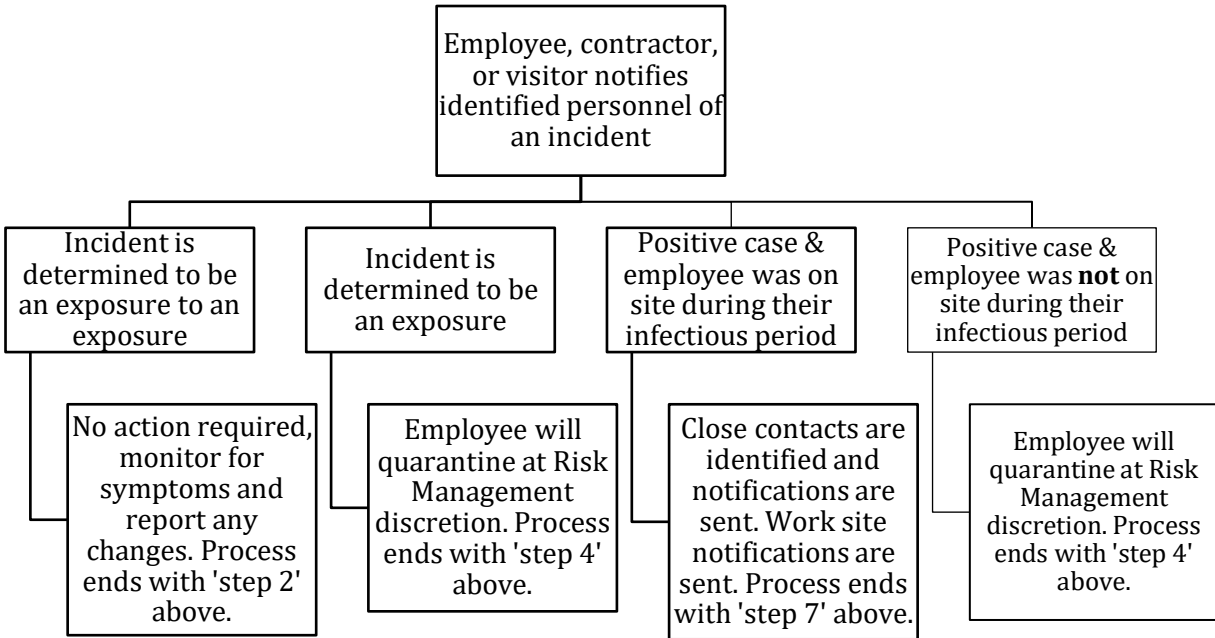 Employee, contractor,
or visitor notifies
identified personnel of
an incident
Incident is
determined to be
an exposure to an
exposure
Incident is
determined to be
an exposure
Positive case &
employee was on
site during their
infectious period
Positive case &
employee was not on
site during their
infectious period
No action required,
monitor for
symptoms and
report any
changes. Process
ends with 'step 2'
above.
Employee will
quarantine at Risk
Management
discretion. Process
ends with 'step 4'
above.
Close contacts are
identified and
notifications are
sent. Work site
notifications are
sent. Process ends
with 'step 7' above.
Employee will
quarantine at Risk
Management
discretion. Process
ends with 'step 4'
above.